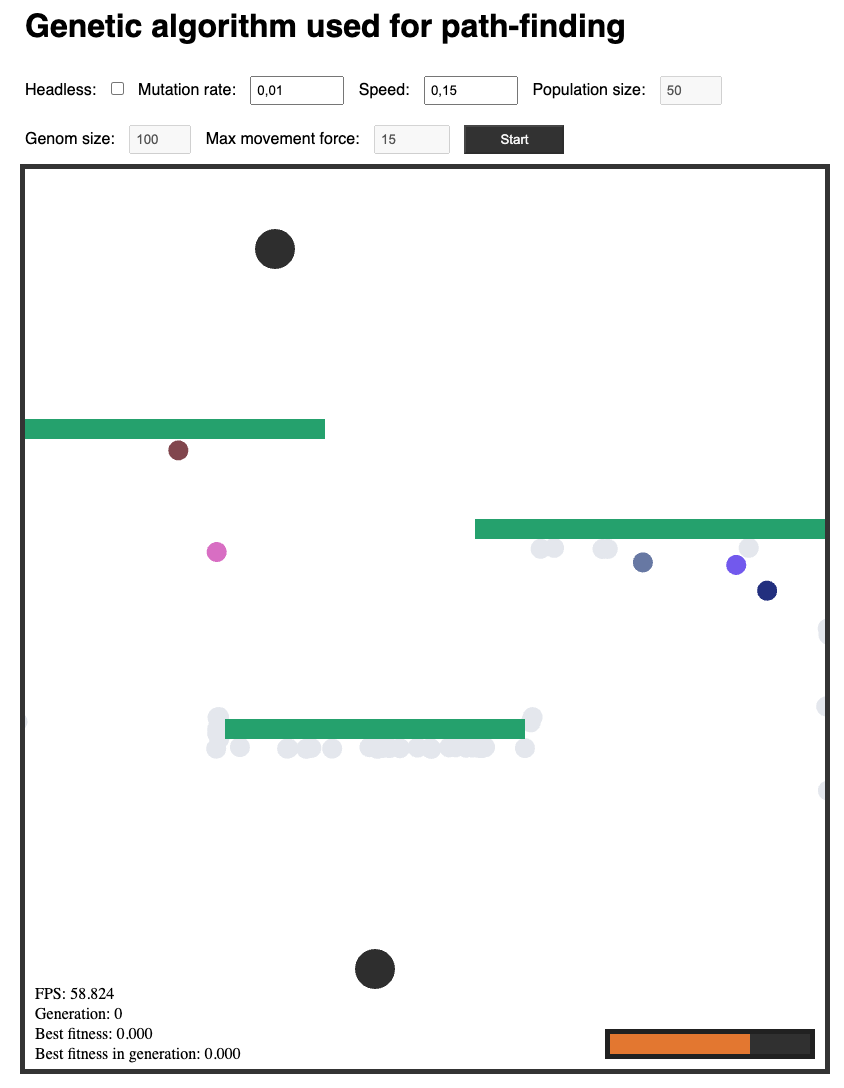 Genetic algorithm used for path-finding
Headless: Mutation rate: 0,01 Speed: 0,15 Population size: 50
Genom size: 100 Max movement force: 15 Start
FPS: 58.824
Generation: 0
Best fitness: 0.000
Best fitness in generation: 0.000